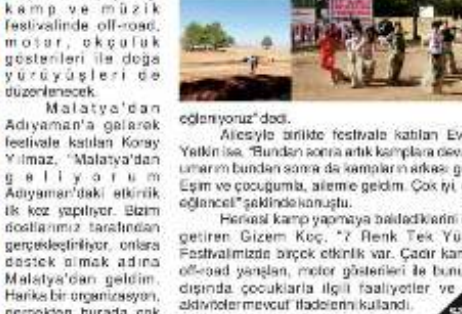 kamp ve müzik
festivalinde off-road,
motor, okçuluk
gösterileri ile doğa
yürüyüşleri de
düzenlenecek.
Malatya'dan
Adıyaman'a gelerek
festivale katılan Koray
Yılmaz, "Malatya'dan
geliyorum
Adıyaman'daki etkinlik
ilk kez yapılıyor. Bizim
dostlarımız tarafından
gerçekleştiriliyor, onlara
destek olmak adına
Malatya'dan geldim.
Harika bir organizasyon,
gerçekten burada çok
eğleniyoruz" dedi.
Ailesiyle birlikte festivale katılan
Yetkin ise, "Bundan sonra artık kamplara
umarım bundan sonra da kampların arkası
Eşim ve çocuğumla, ailemle geldim. Çok iyi,
eğlenceli" şeklinde konuştu.
Herkesi kamp yapmaya beklediklerini
getiren Gizem Koç, "7 Renk Tek
Festivalimizde birçok etkinlik var. Çadır
off-road yarışları, motor gösterileri ile
dışında çocuklarla ilgili faaliyetler ve
aktiviteler mevcut" ifadelerini kullandı.